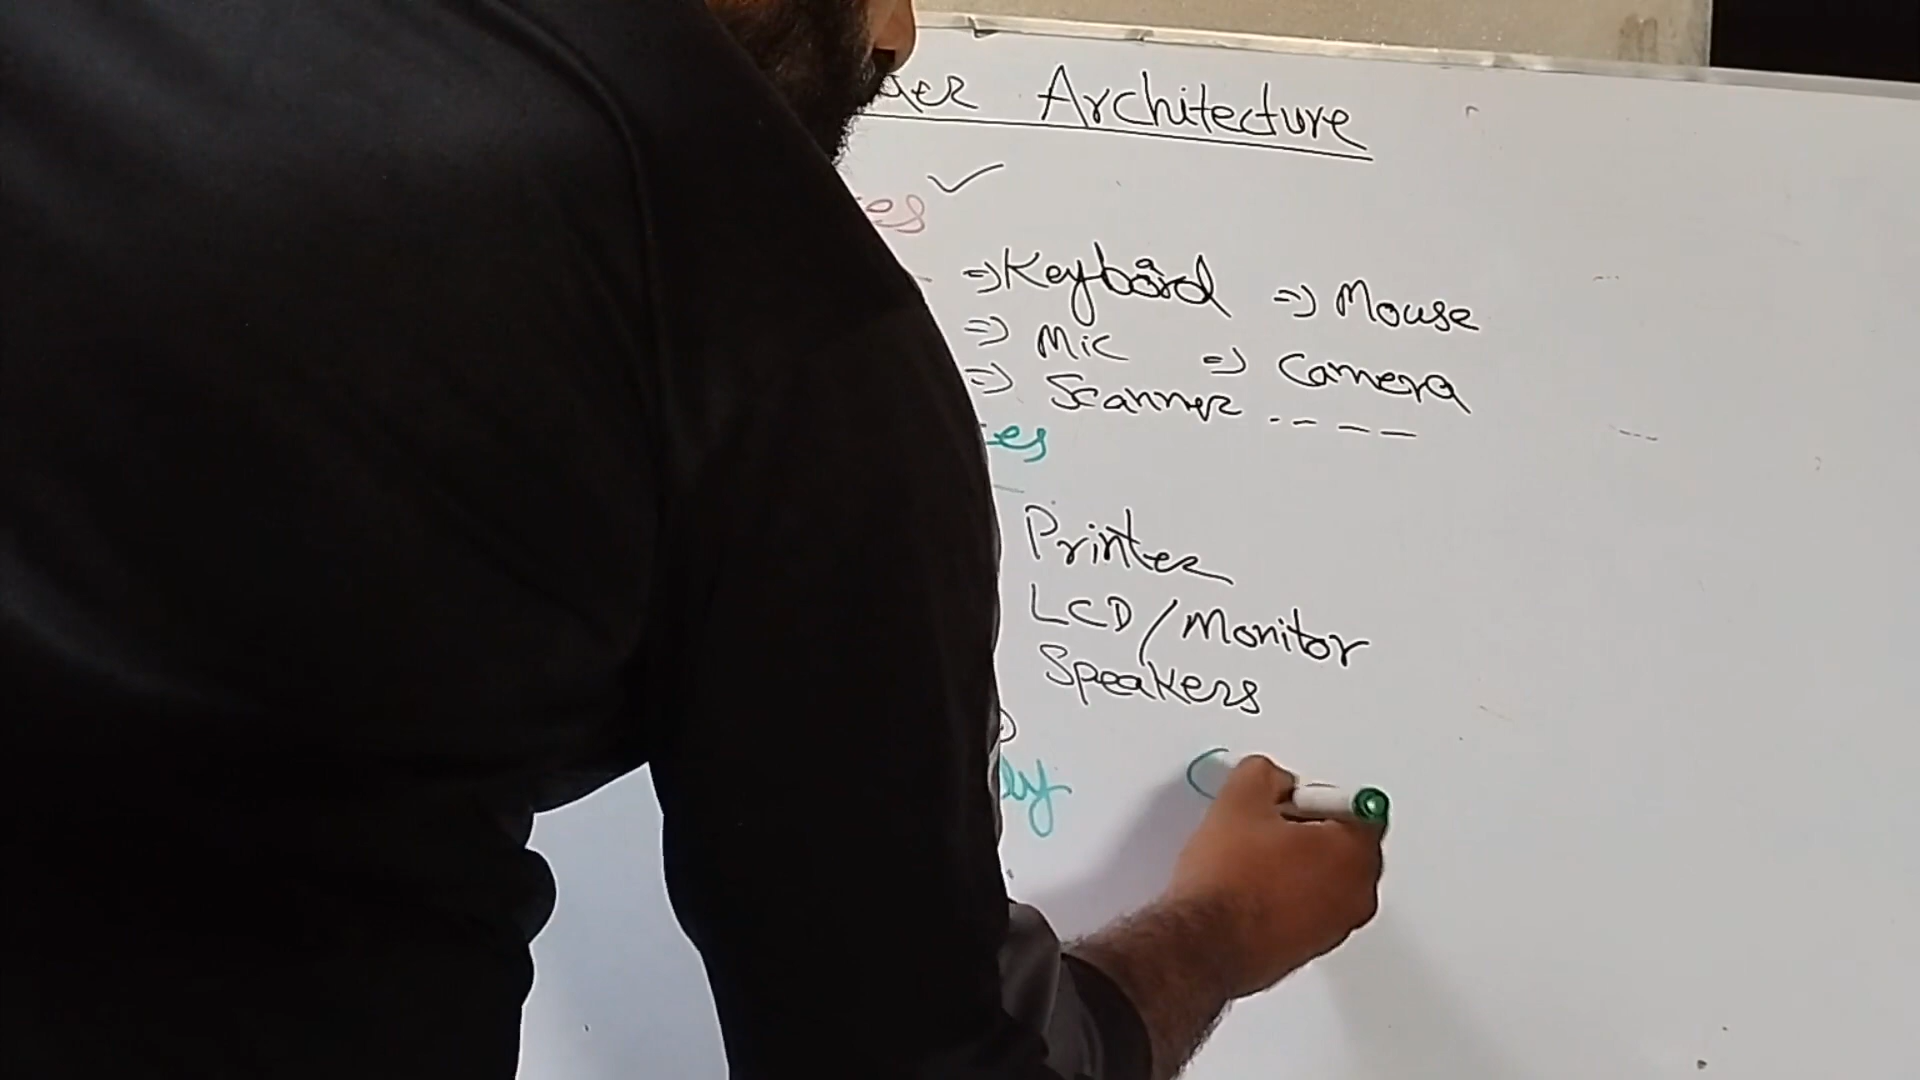 Architecture
=> Keyboard => Mouse
=> Mic => Camera
=> Scanner ----
Printer
LCD/Monitor
Speakers